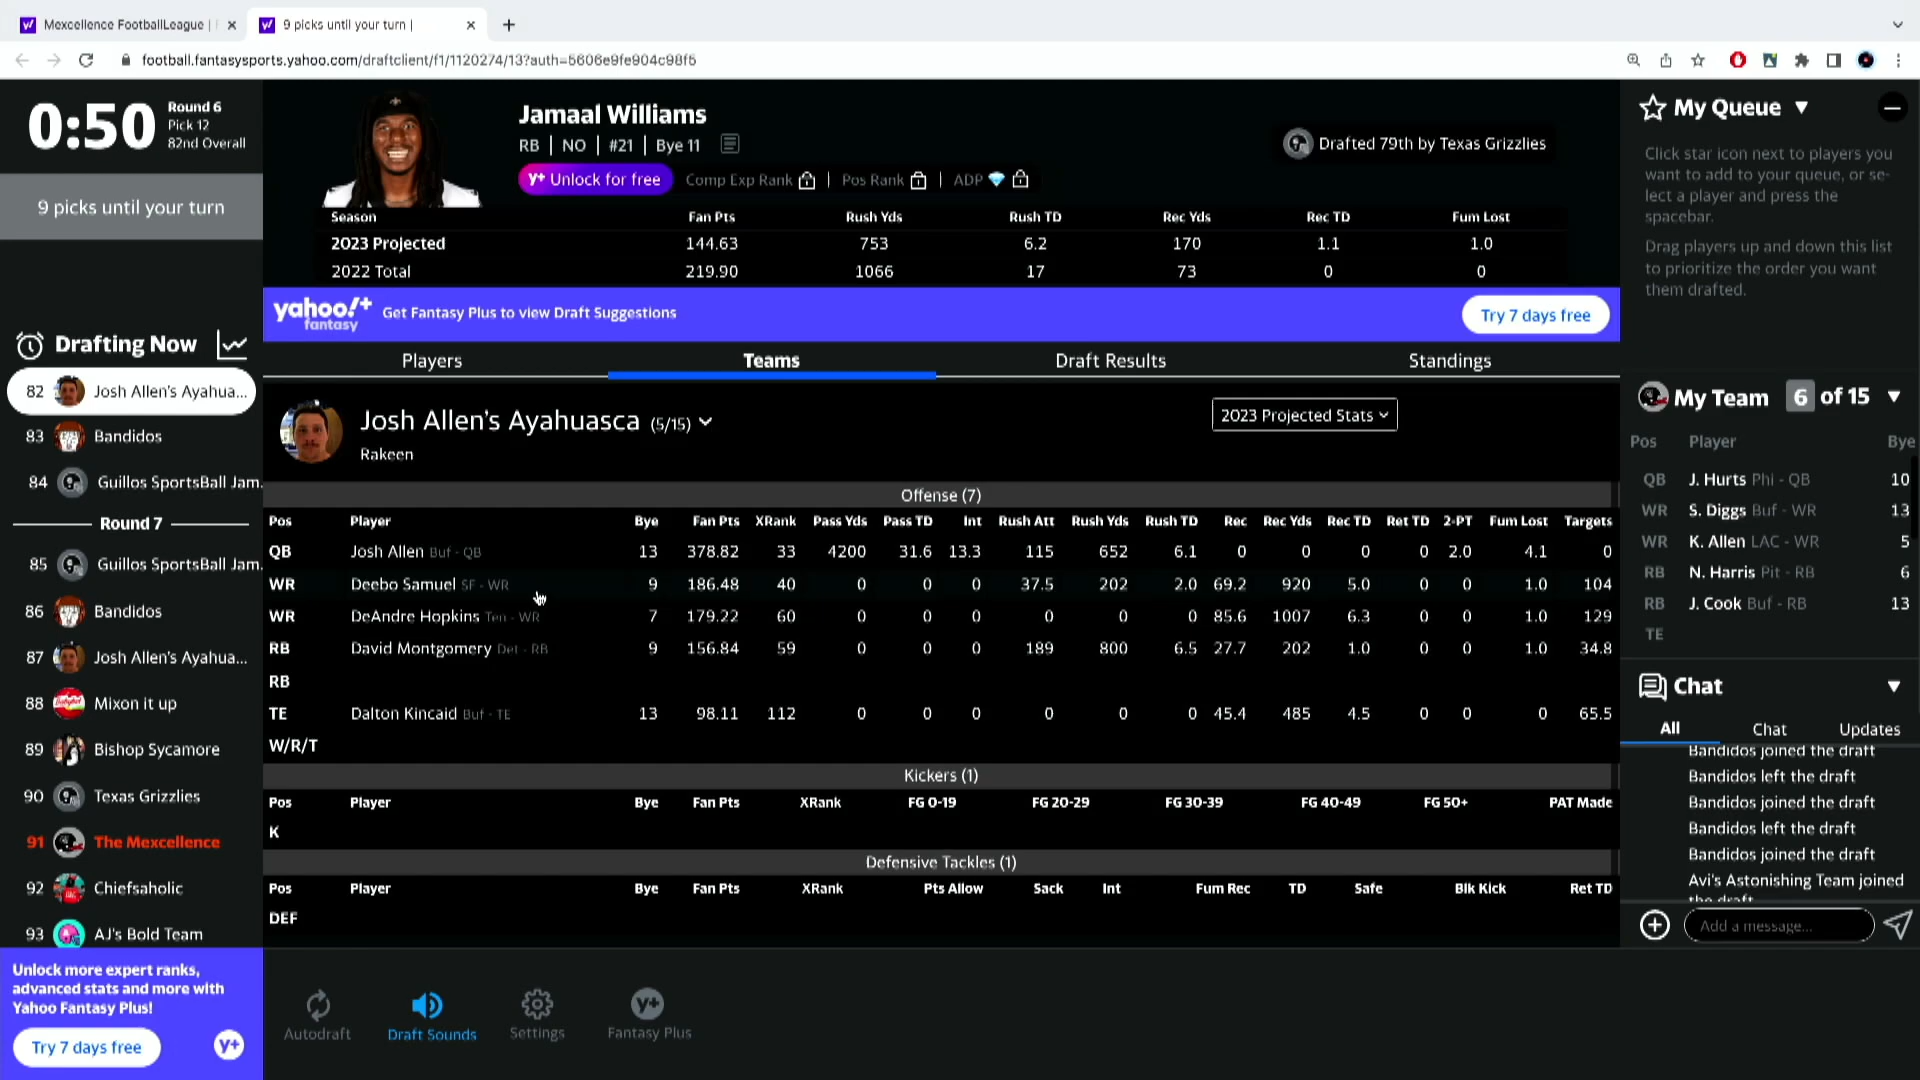 Mexcellence FootballLeague |
9 picks until your turn |
football.fantasysports.yahoo.com/draftclient/f1/1120274/13?auth=5606e9fe904c98f5
0:50
Round 6
Pick 12
82nd Overall
9 picks until your turn
Drafting Now
82 Josh Allen's Ayahua...
83 Bandidos
84 Guillos SportsBall Jam.
Round 7
85 Guillos SportsBall Jam.
86 Bandidos
87 Josh Allen's Ayahua...
88 Mixon it up
89 Bishop Sycamore
90 Texas Grizzlies
91 The Mexcellence
92 Chiefsaholic
93 AJ's Bold Team
Unlock more expert ranks,
advanced stats and more with
Yahoo Fantasy Plus!
Try 7 days free
y+
Jamaal Williams
RB | NO | #21 | Bye 11
Drafted 79th by Texas Grizzlies
y+ Unlock for free Comp Exp Rank | Pos Rank | ADP
Season Fan Pts Rush Yds Rush TD Rec Yds Rec TD Fum Lost
2023 Projected 144.63 753 6.2 170 1.1 1.0
2022 Total 219.90 1066 17 73 0 0
yahoo!+ fantasy Get Fantasy Plus to view Draft Suggestions Try 7 days free
Players Teams Draft Results Standings
Josh Allen's Ayahuasca (5/15)
Rakeen
2023 Projected Stats
Offense (7)
Pos Player Bye Fan Pts XRank Pass Yds Pass TD Int Rush Att Rush Yds Rush TD Rec Rec Yds Rec TD Ret TD 2-PT Fum Lost Targets
QB Josh Allen Buf - QB 13 378.82 33 4200 31.6 13.3 115 652 6.1 0 0 0 0 2.0 4.1 0
WR Deebo Samuel SF - WR 9 186.48 40 0 0 0 37.5 202 2.0 69.2 920 5.0 0 0 1.0 104
WR DeAndre Hopkins Ten - WR 7 179.22 60 0 0 0 0 0 0 85.6 1007 6.3 0 0 1.0 129
RB David Montgomery Det - RB 9 156.84 59 0 0 0 189 800 6.5 27.7 202 1.0 0 0 1.0 34.8
RB
TE Dalton Kincaid Buf - TE 13 98.11 112 0 0 0 0 0 0 45.4 485 4.5 0 0 0 65.5
W/R/T
Kickers (1)
Pos Player Bye Fan Pts XRank FG 0-19 FG 20-29 FG 30-39 FG 40-49 FG 50+ PAT Made
K
Defensive Tackles (1)
Pos Player Bye Fan Pts XRank Pts Allow Sack Int Fum Rec TD Safe Blk Kick Ret TD
DEF
Autodraft
Draft Sounds
Settings
y+
Fantasy Plus
My Queue
Click star icon next to players you
want to add to your queue, or se-
lect a player and press the
spacebar.
Drag players up and down this list
to prioritize the order you want
them drafted.
My Team 6 of 15
Pos Player Bye
QB J. Hurts Phi - QB 10
WR S. Diggs Buf - WR 13
WR K. Allen LAC - WR 5
RB N. Harris Pit - RB 6
RB J. Cook Buf - RB 13
TE
Chat
All Chat Updates
Bandidos joined the draft
Bandidos left the draft
Bandidos joined the draft
Bandidos left the draft
Bandidos joined the draft
Avi's Astonishing Team joined
the draft
Add a message...